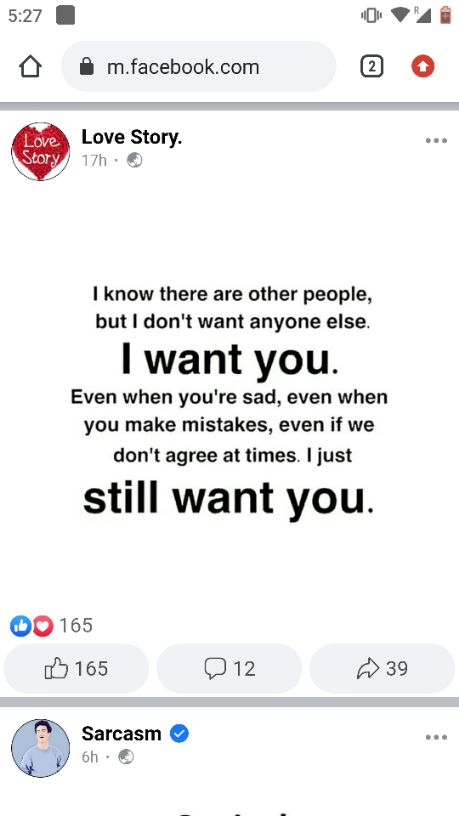 5:27
R
m.facebook.com
2
Love Story
Love Story.
17h ·
I know there are other people,
but I don't want anyone else.
I want you.
Even when you're sad, even when
you make mistakes, even if we
don't agree at times. I just
still want you.
165
165
12
39
Sarcasm
6h ·